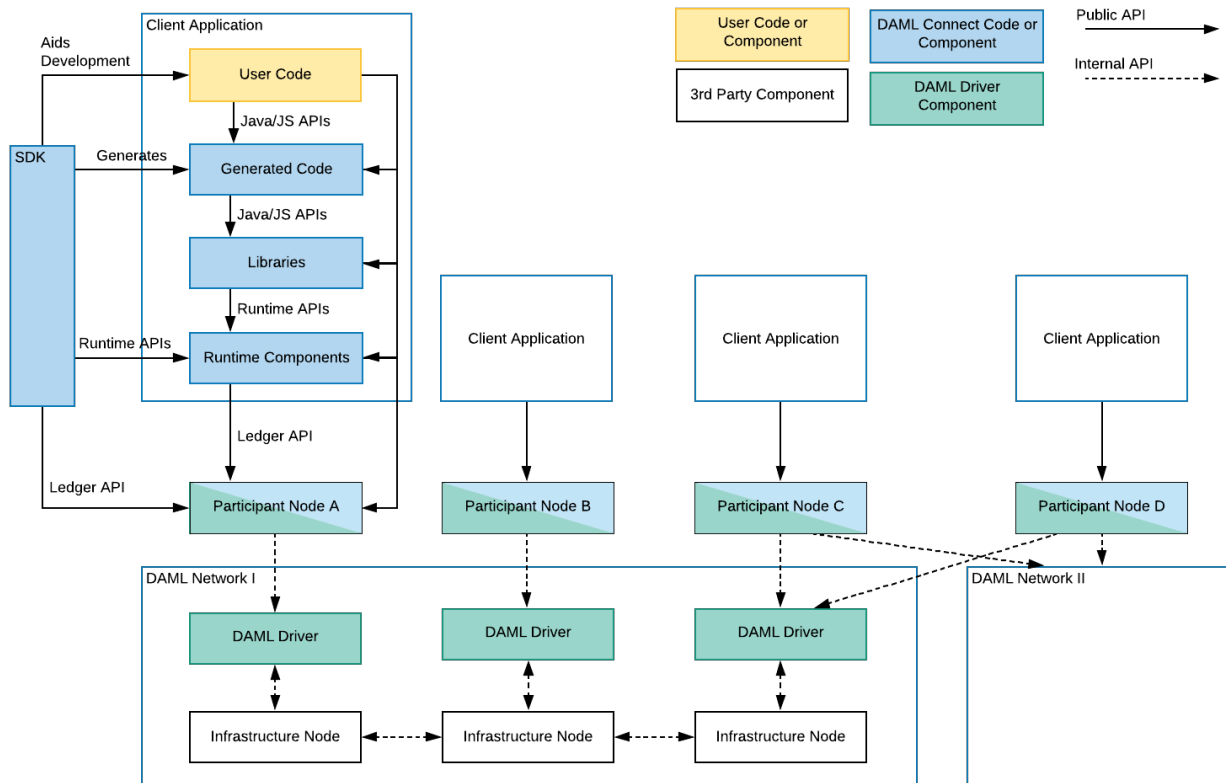 Client Application
Aids
Development
User Code
Java/JS APIs
SDK
Generates
Generated Code
Java/JS APIs
Libraries
Runtime APIs
Runtime APIs
Runtime Components
Ledger API
Ledger API
User Code or
Component
DAML Connect Code or
Component
3rd Party Component
DAML Driver
Component
Public API
Internal API
Client Application
Client Application
Client Application
Participant Node A
Participant Node B
Participant Node C
Participant Node D
DAML Network I
DAML Network II
DAML Driver
DAML Driver
DAML Driver
Infrastructure Node
Infrastructure Node
Infrastructure Node